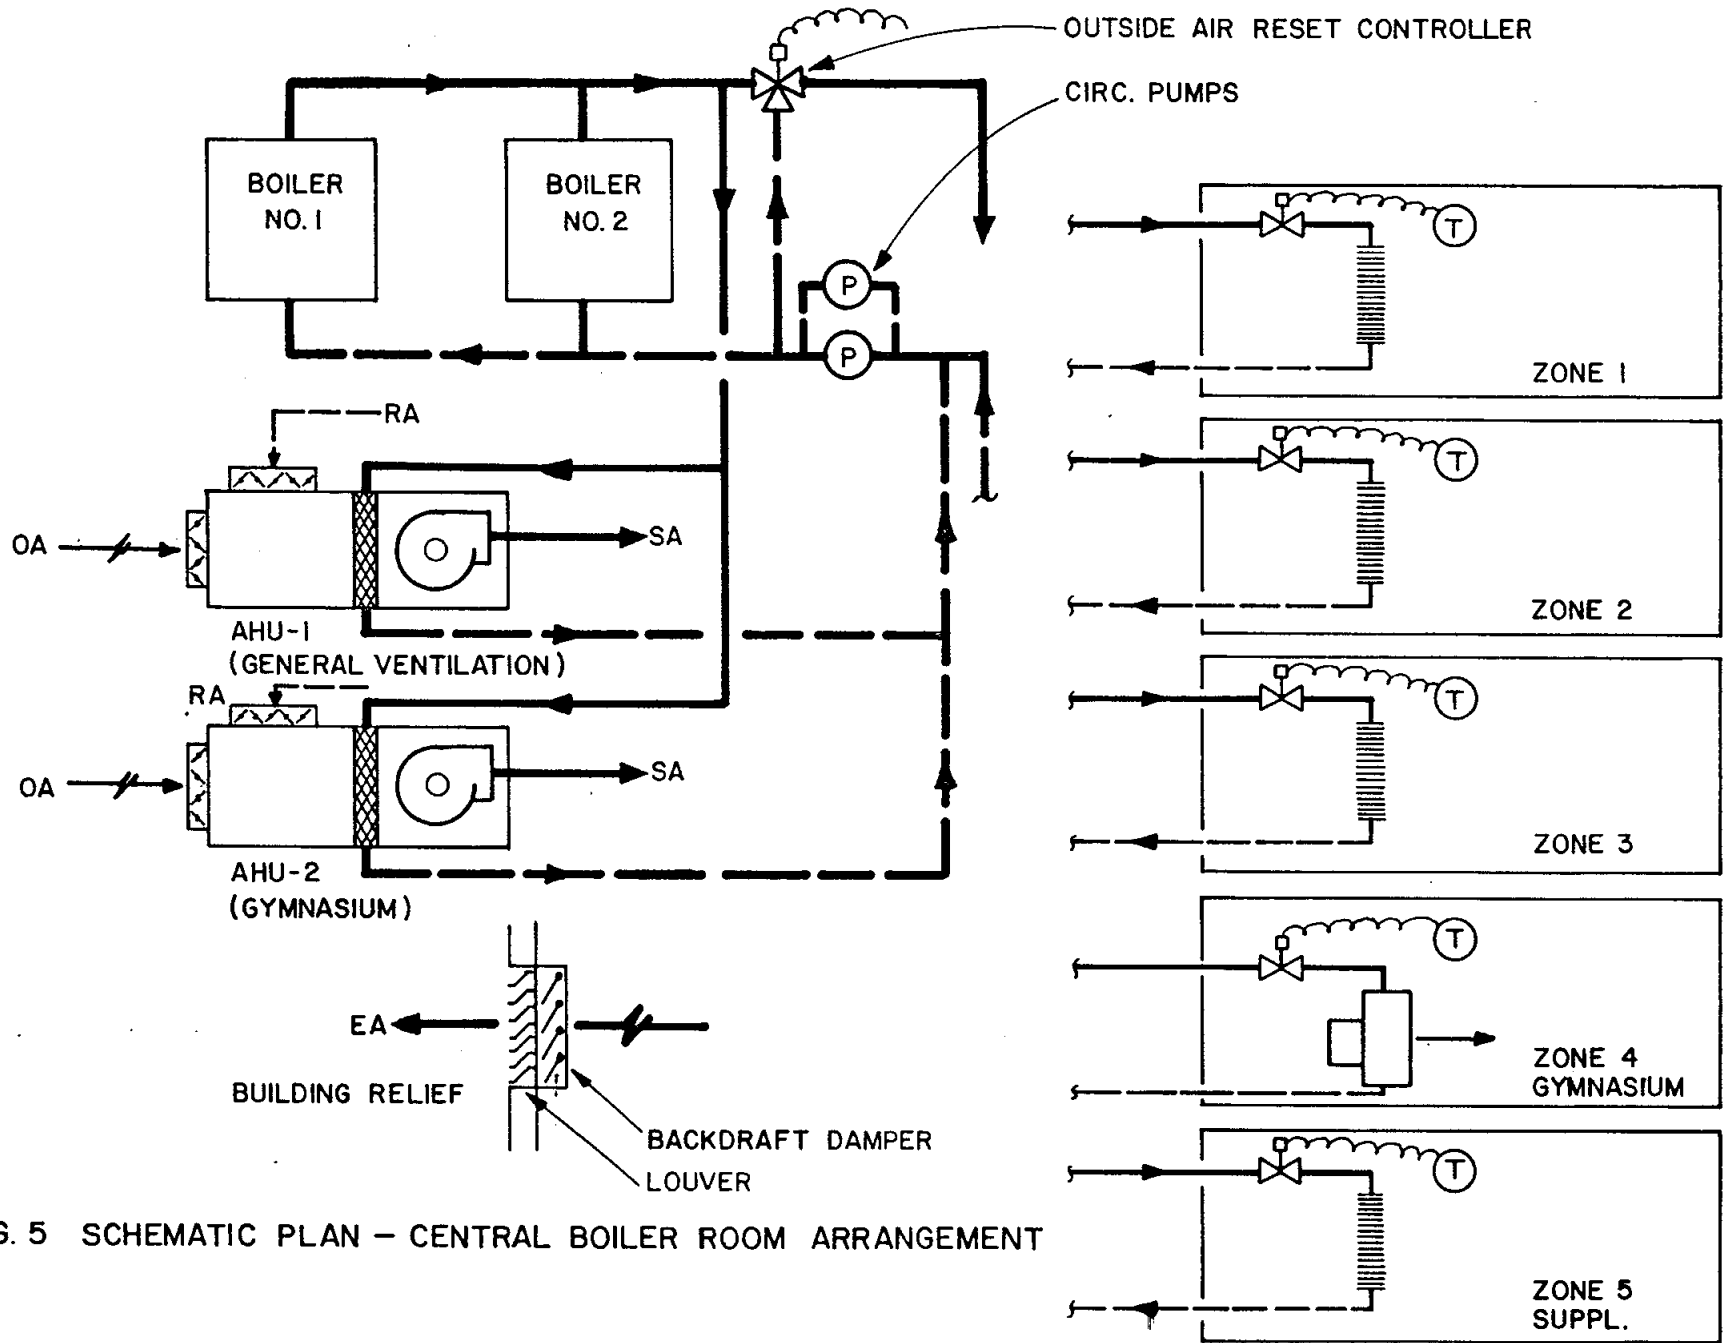 OUTSIDE AIR RESET CONTROLLER
CIRC. PUMPS
BOILER
NO. 1
BOILER
NO. 2
P
P
T
ZONE 1
RA
OA
SA
AHU-1
(GENERAL VENTILATION)
T
ZONE 2
RA
OA
SA
AHU-2
(GYMNASIUM)
T
ZONE 3
EA
BUILDING RELIEF
BACKDRAFT DAMPER
LOUVER
T
ZONE 4
GYMNASIUM
T
ZONE 5
SUPPL.
G. 5 SCHEMATIC PLAN - CENTRAL BOILER ROOM ARRANGEMENT